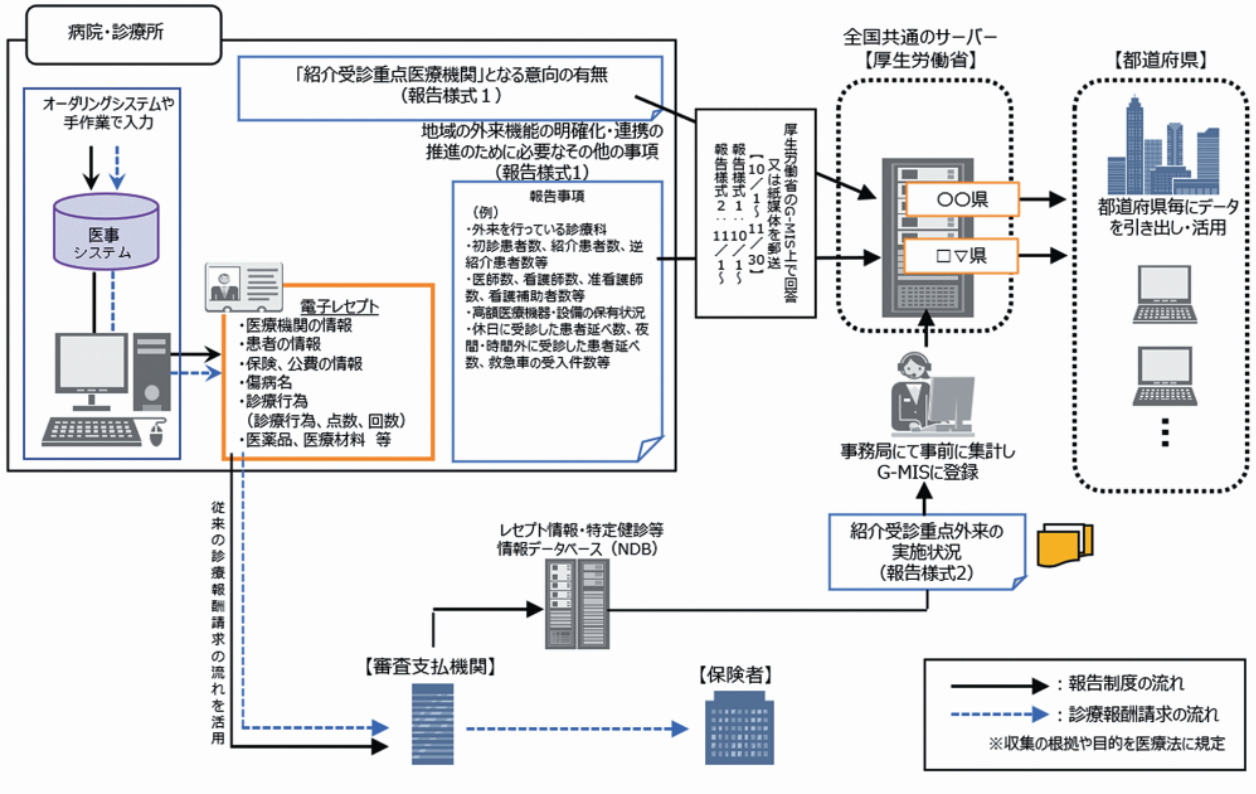 病院・診療所
オーダリングシステムや
手作業で入力
医事
システム
電子レセプト
・医療機関の情報
・患者の情報
・保険、公費の情報
・傷病名
・診療行為
（診療行為、点数、回数）
・医薬品、医療材料 等
「紹介受診重点医療機関」となる意向の有無
（報告様式１）
地域の外来機能の明確化・連携の
推進のために必要なその他の事項
（報告様式1）
報告事項
（例）
・外来を行っている診療科
・初診患者数、紹介患者数、逆
紹介患者数等
・医師数、看護師数、准看護師
数、看護補助者数等
・高額医療機器・設備の保有状況
・休日に受診した患者延べ数、夜
間・時間外に受診した患者延べ
数、救急車の受入件数等
厚生労働省のG-MIS上で回答
又は紙媒体を郵送
【10／1～11／30】
報告様式１：10／1～
報告様式２：11／1～
全国共通のサーバー
【厚生労働省】
○○県
□▽県
【都道府県】
都道府県毎にデータ
を引き出し・活用
事務局にて事前に集計し
G-MISに登録
紹介受診重点外来の
実施状況
（報告様式2）
レセプト情報・特定健診等
情報データベース（NDB）
従来の診療報酬請求の流れを活用
【審査支払機関】
【保険者】
：報告制度の流れ
：診療報酬請求の流れ
※収集の根拠や目的を医療法に規定